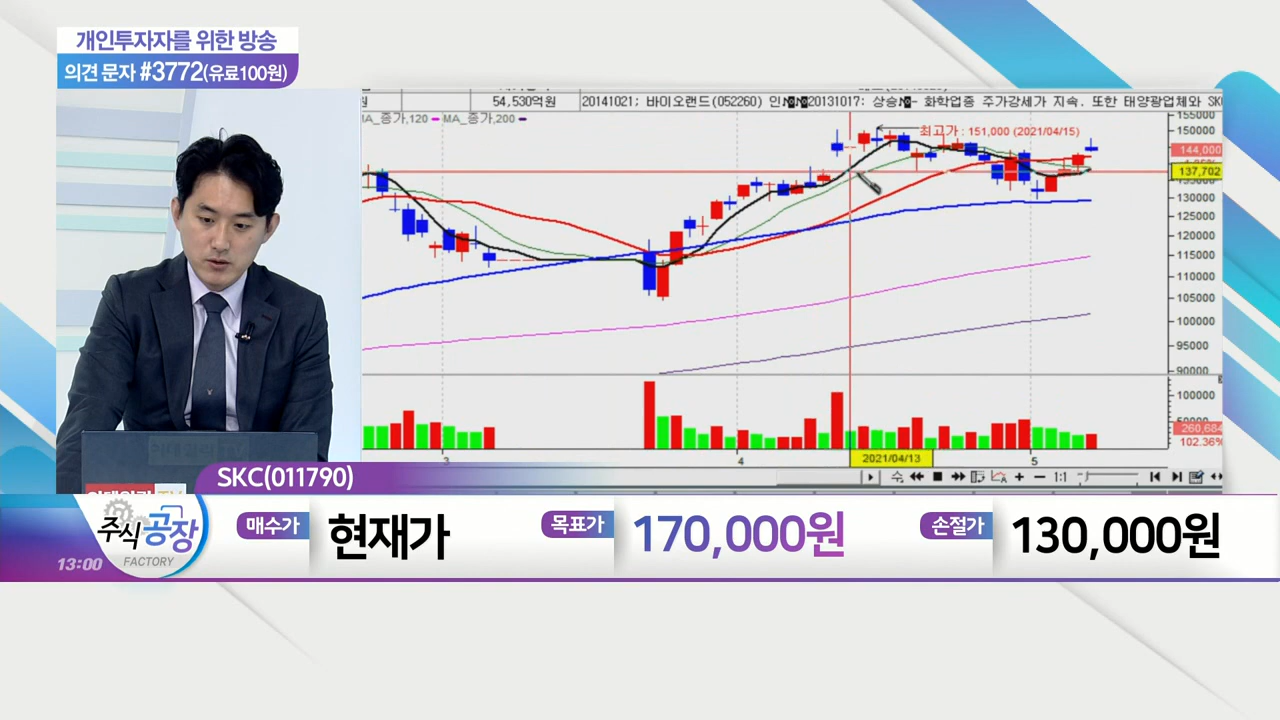 개인투자자를 위한 방송
의견 문자 #3772(유료100원)
54,530억원
20141021; 바이오랜드(052260) 인
20131017: 상승
- 화학업종 주가강세가 지속. 또한 태양광업체와 SK
MA_종가,120 MA_종가,200
최고가 : 151,000 (2021/04/15)
155000
150000
144,000
137,702
135000
130000
125000
120000
115000
110000
105000
100000
95000
90000
100000
50000
260,684
102.36%
3
4
2021/04/13
5
1:1
이데일리 TV
SKC(011790)
주식공장
FACTORY
13:00
매수가
현재가
목표가
170,000원
손절가
130,000원